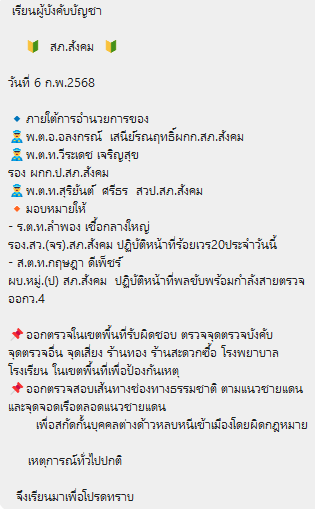 เรียนผู้บังคับบัญชา
🔰 สภ.สังคม 🔰
วันที่ 6 ก.พ.2568
🔹ภายใต้การอำนวยการของ
👮พ.ต.อ.อลงกรณ์ เสนีย์รณฤทธิ์ผกก.สภ.สังคม
👮พ.ต.ท.วีระเดช เจริญสุข
รอง ผกก.ป.สภ.สังคม
👮พ.ต.ท.สุริยันต์ ศรีธร สวป.สภ.สังคม
🔸มอบหมายให้
- ร.ต.ท.ลำพอง เชื้อกลางใหญ่
รอง.สว.(จร).สภ.สังคม ปฏิบัติหน้าที่ร้อยเวร20ประจำวันนี้
- ส.ต.ท.กฤษฎา ดีเพ็ชร์
ผบ.หมู่.(ป) สภ.สังคม ปฏิบัติหน้าที่พลขับพร้อมกำลังสายตรวจ
ออกว.4
📌ออกตรวจในเขตพื้นที่รับผิดชอบ ตรวจจุดตรวจบังคับ
จุดตรวจอื่น จุดเสี่ยง ร้านทอง ร้านสะดวกซื้อ โรงพยาบาล
โรงเรียน ในเขตพื้นที่เพื่อป้องกันเหตุ
📌ออกตรวจสอบเส้นทางช่องทางธรรมชาติ ตามแนวชายแดน
และจุดจอดเรือตลอดแนวชายแดน
เพื่อสกัดกั้นบุคคลต่างด้าวหลบหนีเข้าเมืองโดยผิดกฎหมาย
เหตุการณ์ทั่วไปปกติ
จึงเรียนมาเพื่อโปรดทราบ